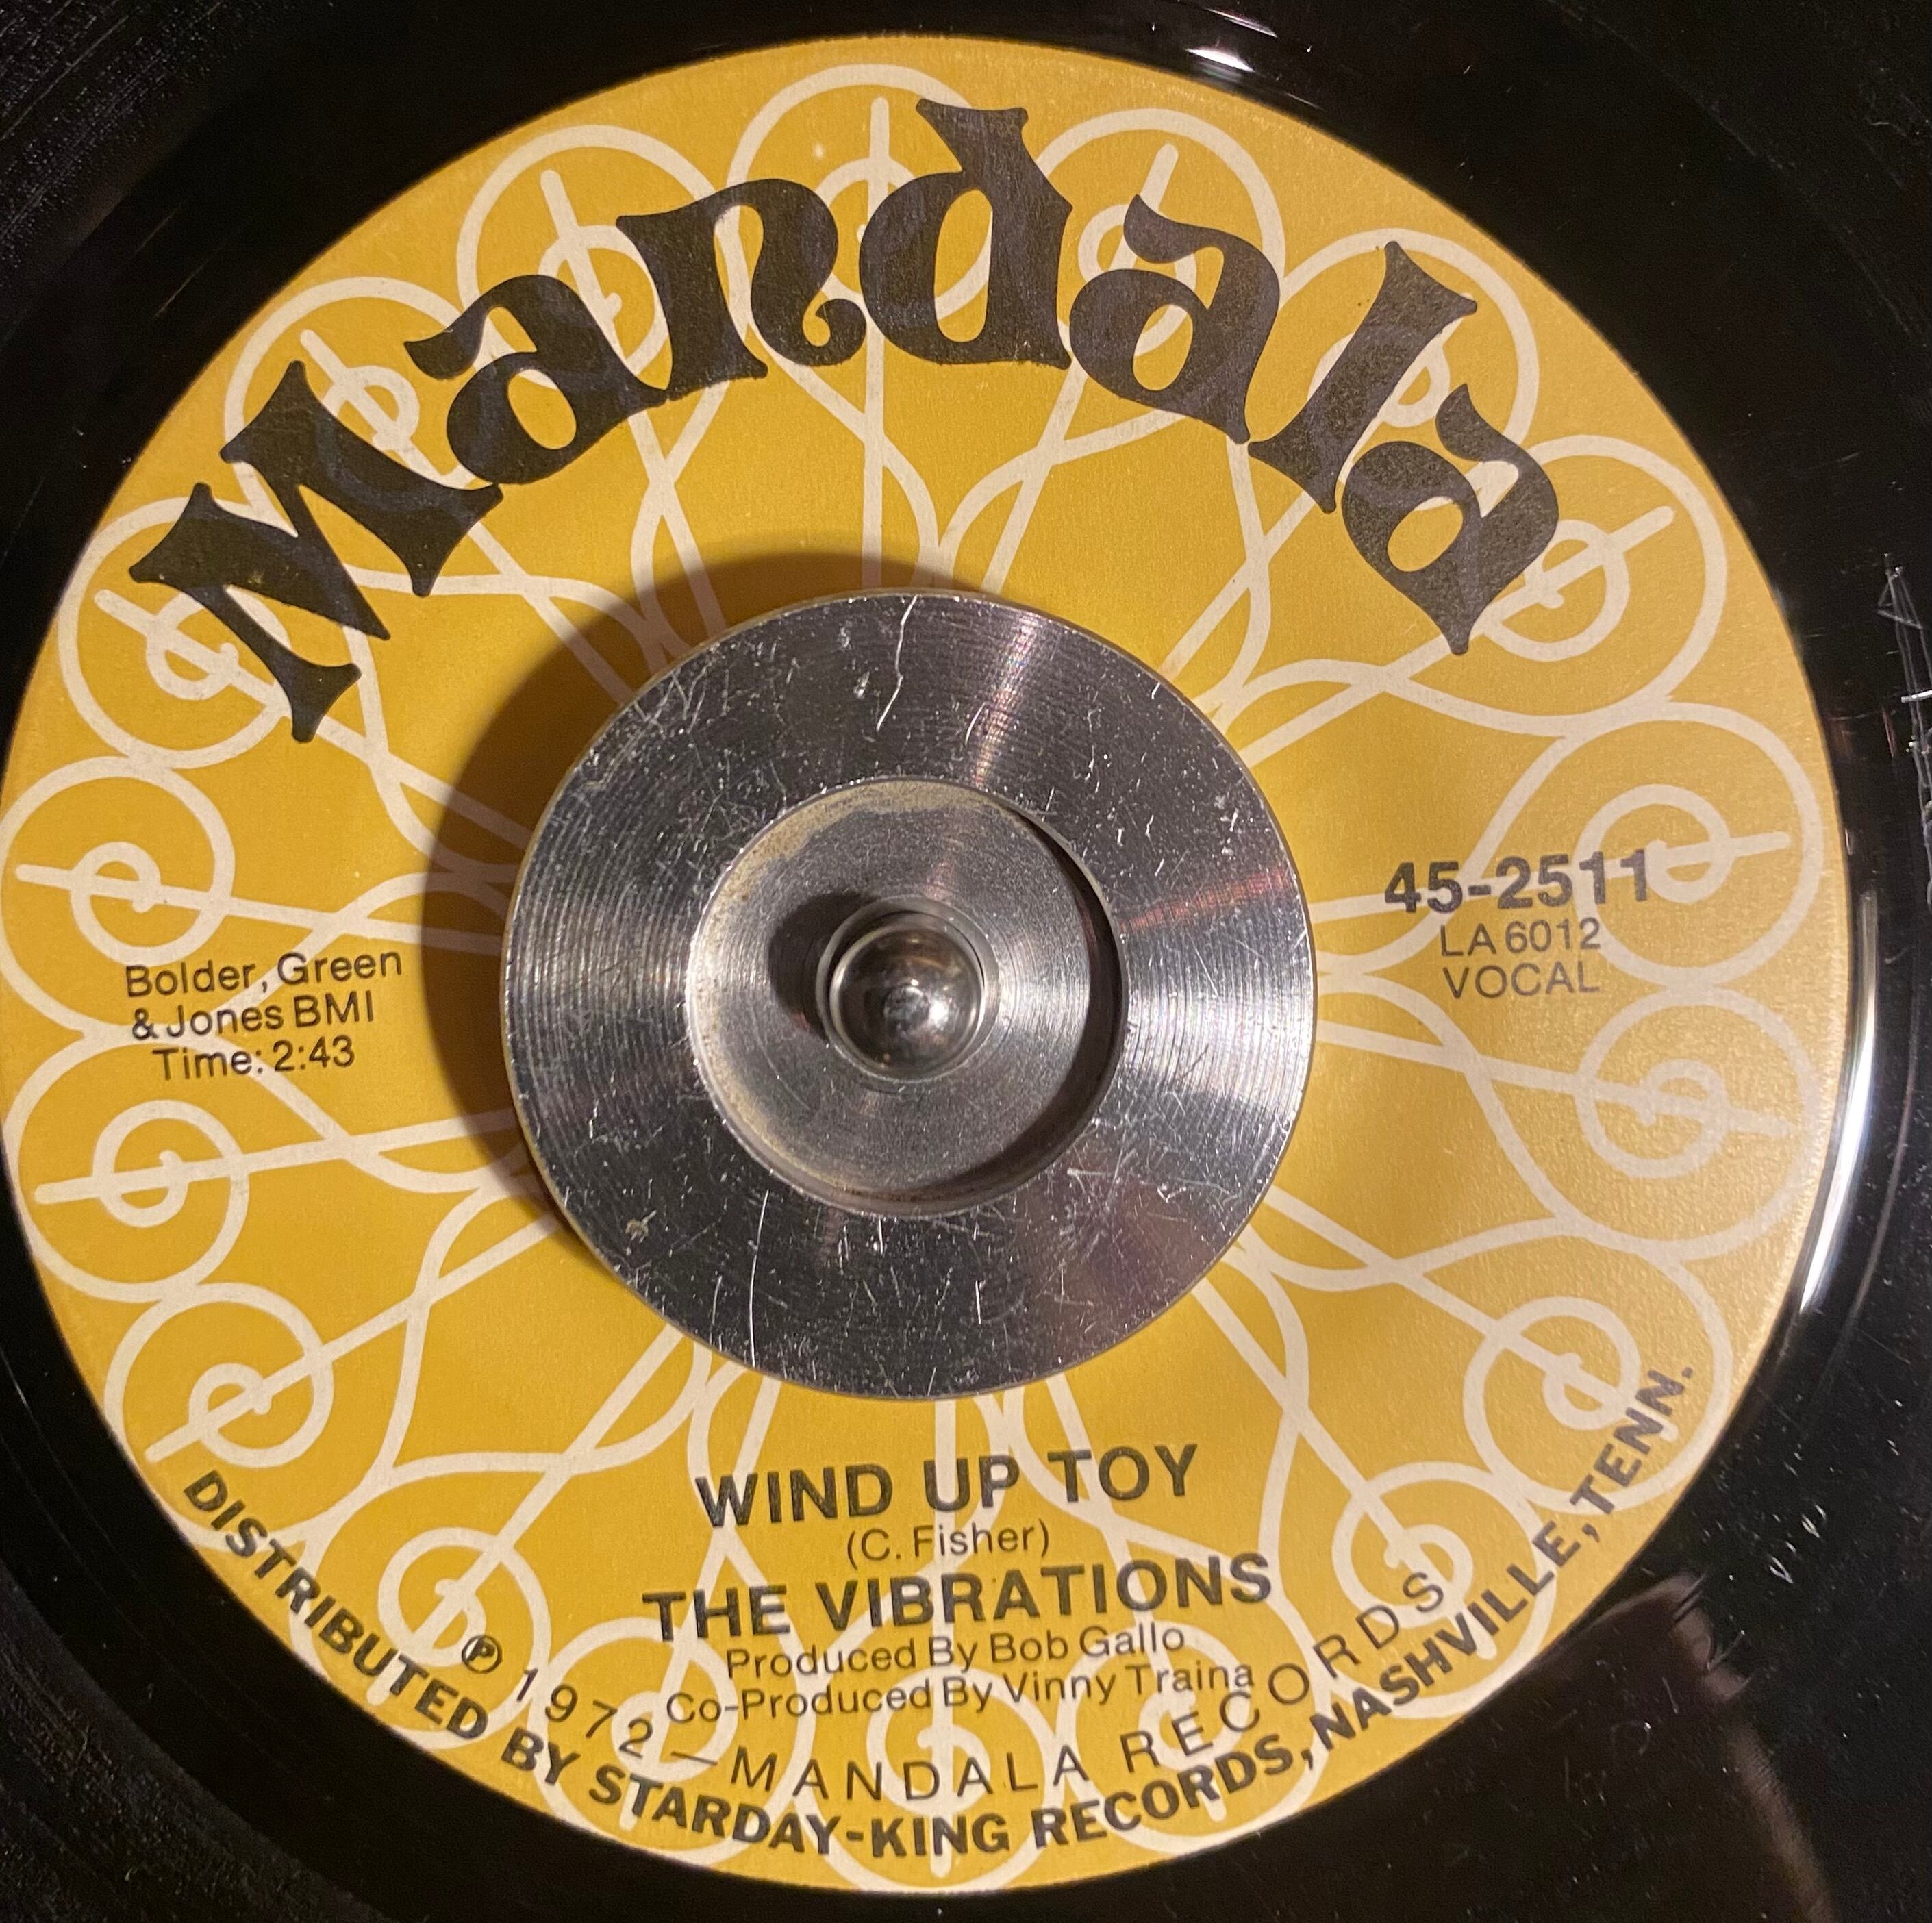 Mandala
45-2511
LA 6012
VOCAL
Bolder, Green
& Jones BMI
Time: 2:43
WIND UP TOY
(C. Fisher)
THE VIBRATIONS
Produced By Bob Gallo
Co-Produced By Vinny Traina
℗ 1972—MANDALA RECORDS
DISTRIBUTED BY STARDAY-KING RECORDS, NASHVILLE, TENN.